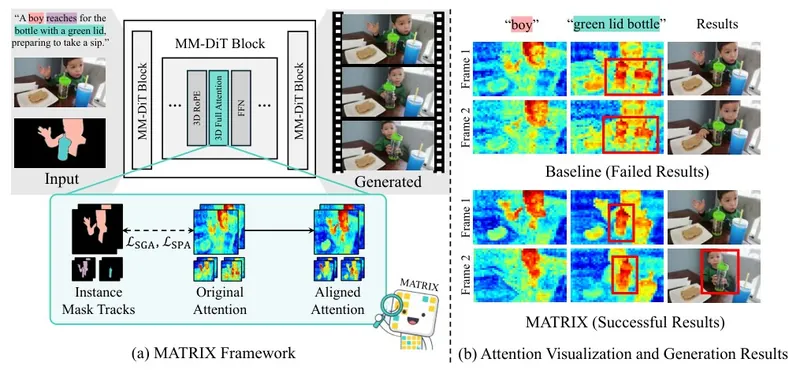 “A boy reaches for the
bottle with a green lid,
preparing to take a sip.”
Input
MM-DiT Block
MM-DiT Block
...
3D RoPE
3D Full Attention
FFN
...
MM-DiT Block
Generated
Instance
Mask Tracks
ℒSGA, ℒSPA
Original
Attention
Aligned
Attention
MATRIX
(a) MATRIX Framework
“boy”
“green lid bottle”
Results
Frame 1
Frame 2
Baseline (Failed Results)
Frame 1
Frame 2
MATRIX (Successful Results)
(b) Attention Visualization and Generation Results